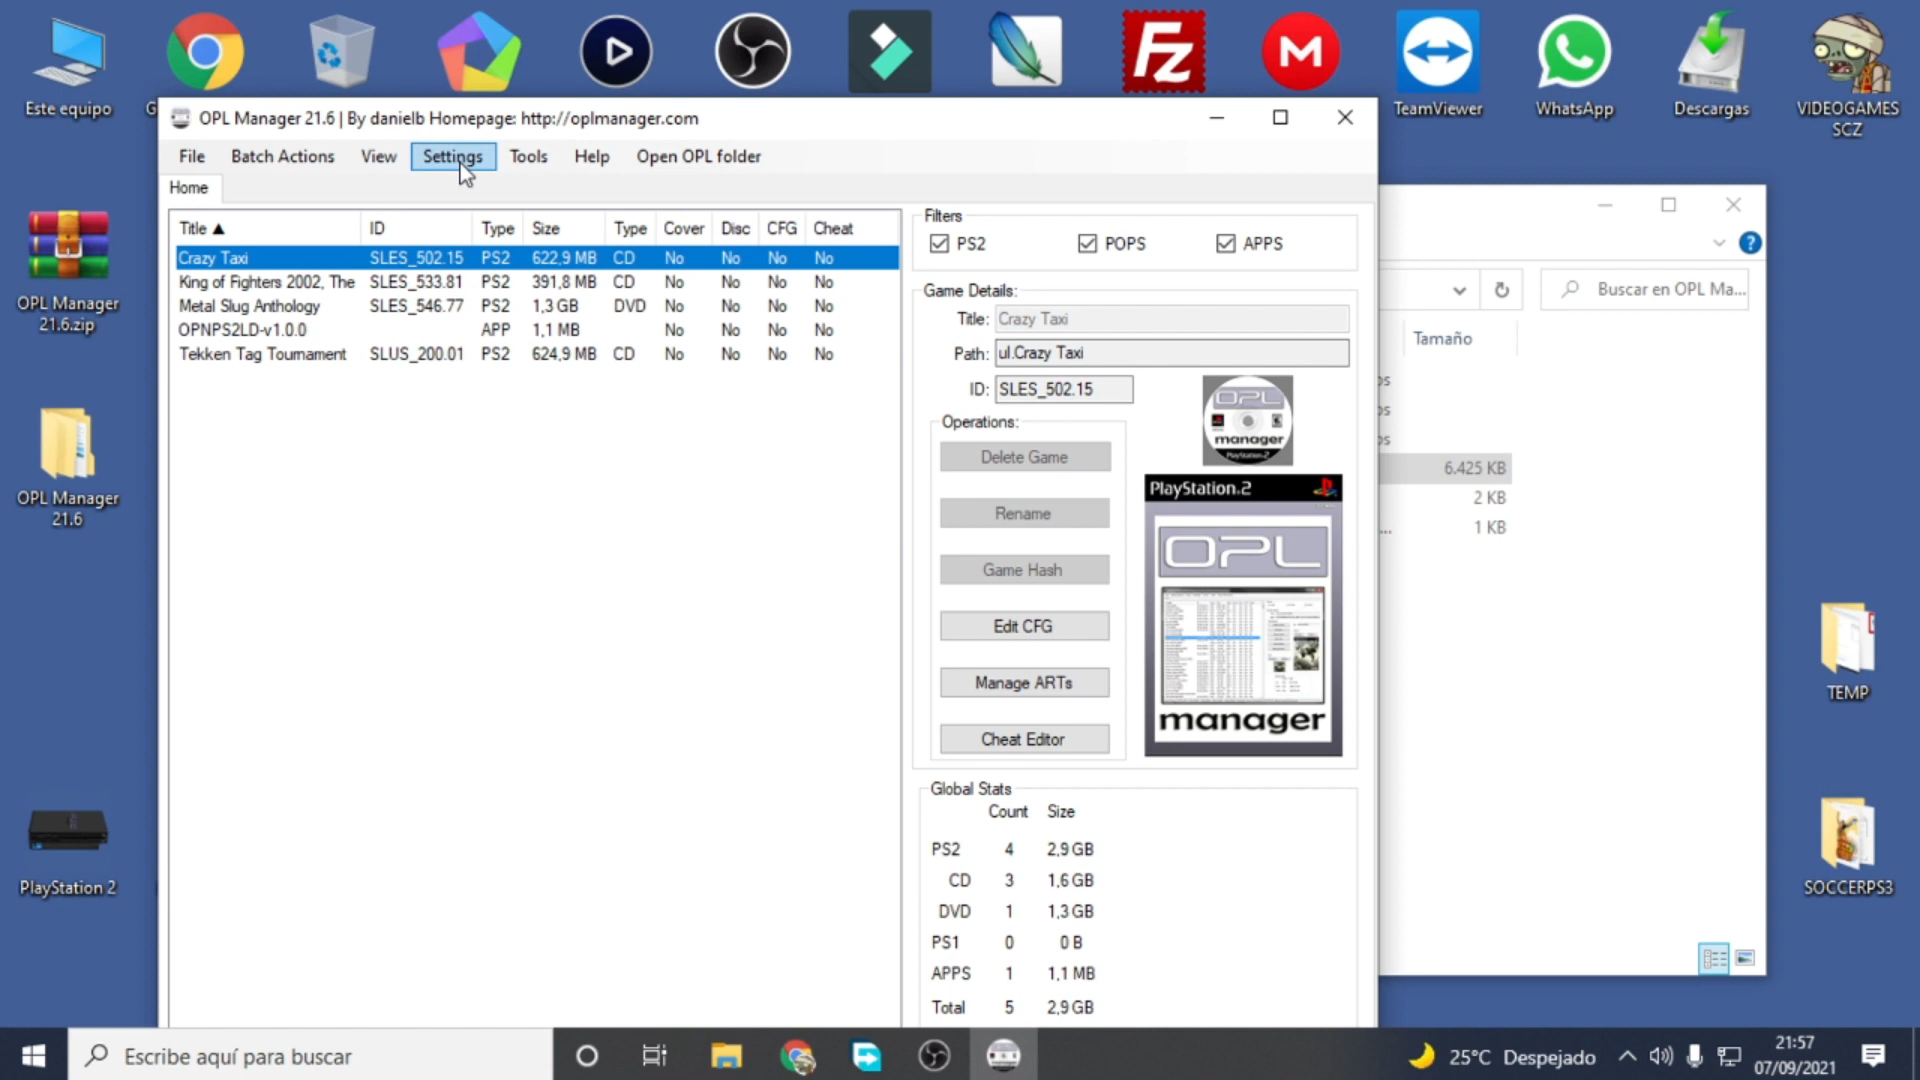 Este equipo
G
TeamViewer
WhatsApp
Descargas
VIDEOGAMES
SCZ
OPL Manager
21.6.zip
OPL Manager
21.6
PlayStation 2
TEMP
SOCCERPS3
OPL Manager 21.6 | By danielb Homepage: http://oplmanager.com
File Batch Actions View Settings Tools Help Open OPL folder
Home
Title ID Type Size Type Cover Disc CFG Cheat
Crazy Taxi SLES_502.15 PS2 622,9 MB CD No No No No
King of Fighters 2002, The SLES_533.81 PS2 391,8 MB CD No No No No
Metal Slug Anthology SLES_546.77 PS2 1,3 GB DVD No No No No
OPNPS2LD-v1.0.0 APP 1,1 MB No No No No
Tekken Tag Tournament SLUS_200.01 PS2 624,9 MB CD No No No No
Filters
PS2 POPS APPS
Game Details:
Title: Crazy Taxi
Path: ul.Crazy Taxi
ID: SLES_502.15
Operations:
Delete Game
Rename
Game Hash
Edit CFG
Manage ARTs
Cheat Editor
OPL
manager
PlayStation.2
PlayStation.2
OPL
manager
Global Stats
Count Size
PS2 4 2,9 GB
CD 3 1,6 GB
DVD 1 1,3 GB
PS1 0 0 B
APPS 1 1,1 MB
Total 5 2,9 GB
Buscar en OPL Ma...
Tamaño
os
os
os
6.425 KB
2 KB
... 1 KB
Escribe aquí para buscar
25°C Despejado
21:57
07/09/2021